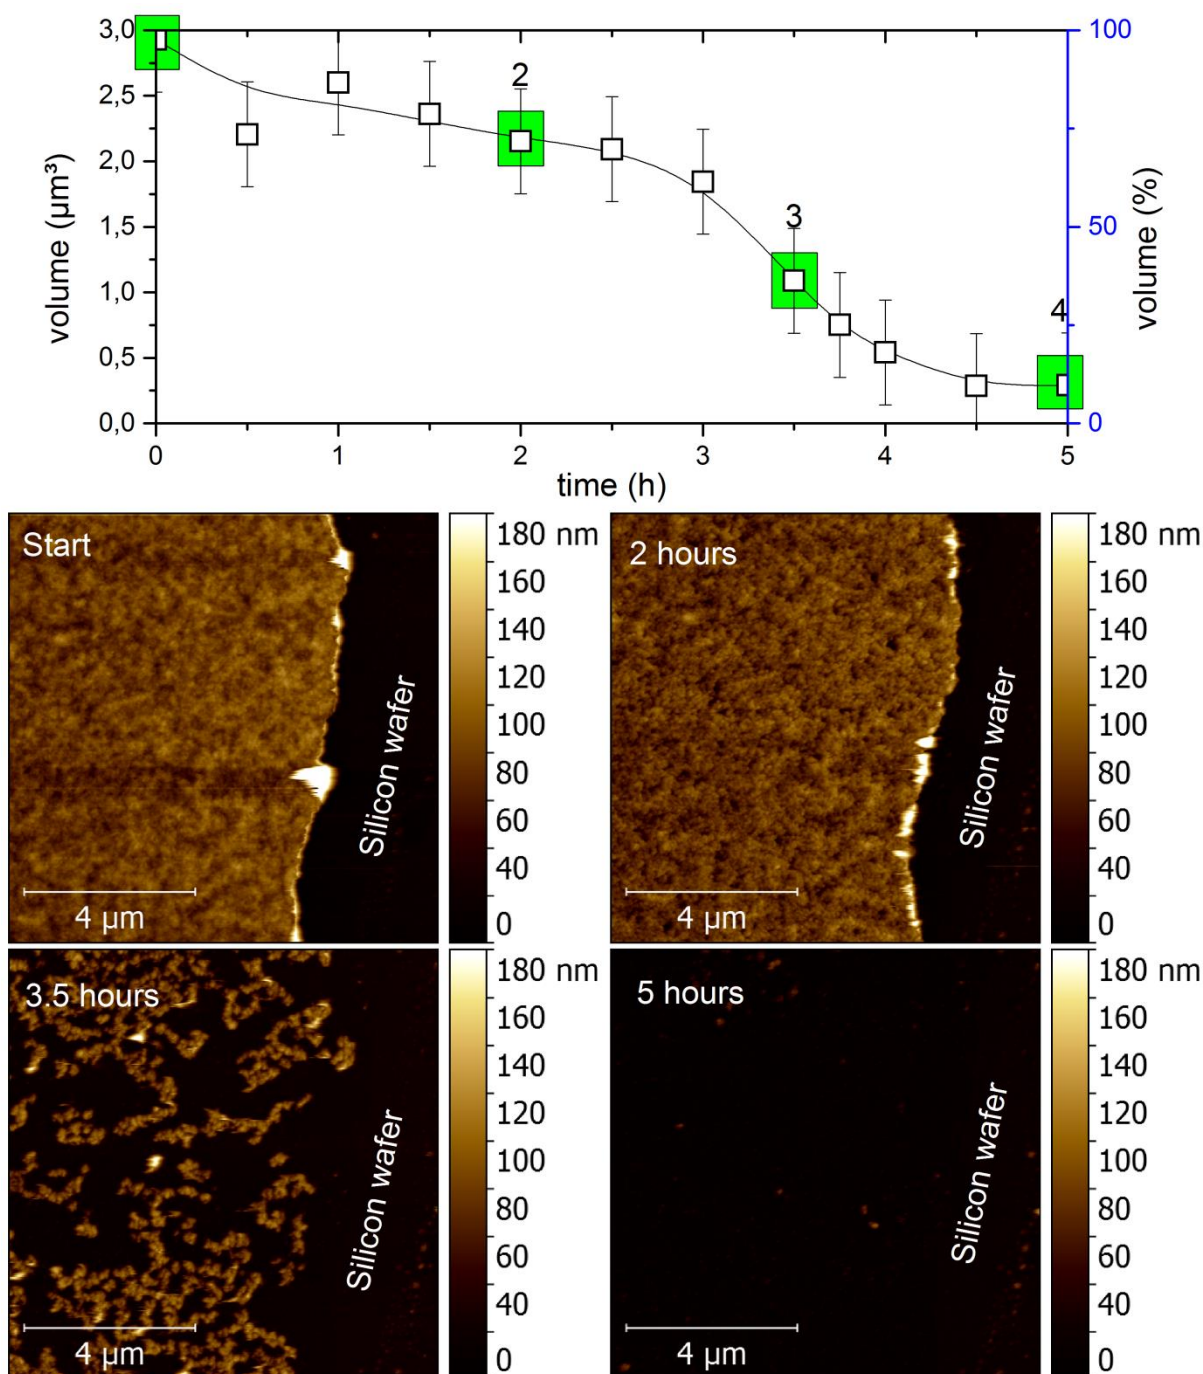 3,0
2,5
2,0
1,5
1,0
0,5
0,0
volume (µm³)
2
3
4
100
50
0
volume (%)
0 1 2 3 4 5
time (h)
Start
Silicon wafer
4 µm
180 nm
160
140
120
100
80
60
40
0
2 hours
Silicon wafer
4 µm
180 nm
160
140
120
100
80
60
40
0
3.5 hours
Silicon wafer
4 µm
180 nm
160
140
120
100
80
60
40
0
5 hours
Silicon wafer
4 µm
180 nm
160
140
120
100
80
60
40
0